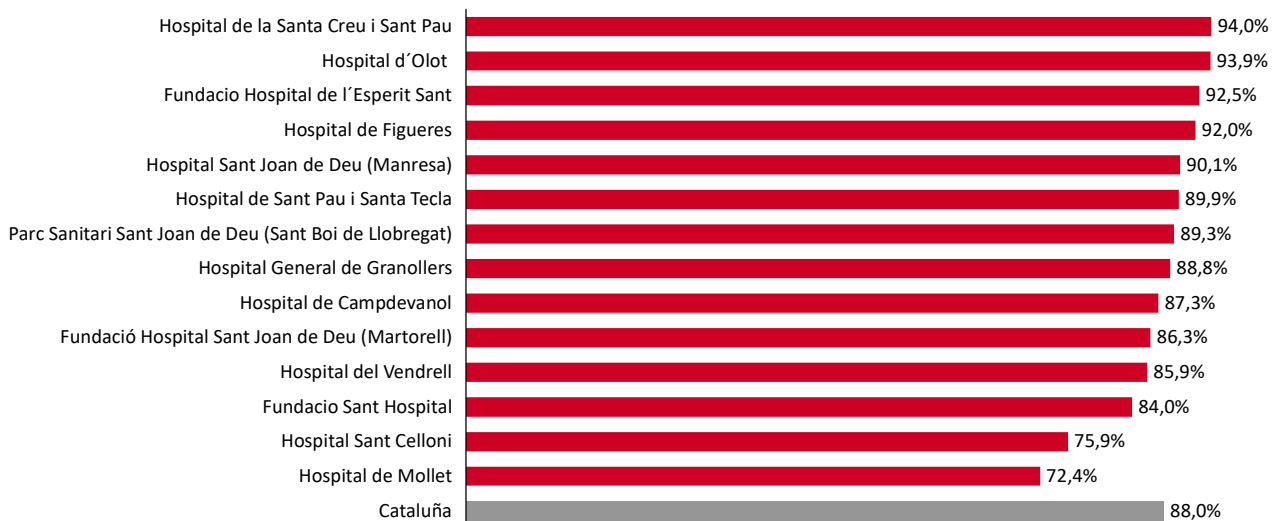 Hospital de la Santa Creu i Sant Pau 94,0%
Hospital d´Olot 93,9%
Fundacio Hospital de l´Esperit Sant 92,5%
Hospital de Figueres 92,0%
Hospital Sant Joan de Deu (Manresa) 90,1%
Hospital de Sant Pau i Santa Tecla 89,9%
Parc Sanitari Sant Joan de Deu (Sant Boi de Llobregat) 89,3%
Hospital General de Granollers 88,8%
Hospital de Campdevanol 87,3%
Fundació Hospital Sant Joan de Deu (Martorell) 86,3%
Hospital del Vendrell 85,9%
Fundacio Sant Hospital 84,0%
Hospital Sant Celloni 75,9%
Hospital de Mollet 72,4%
Cataluña 88,0%